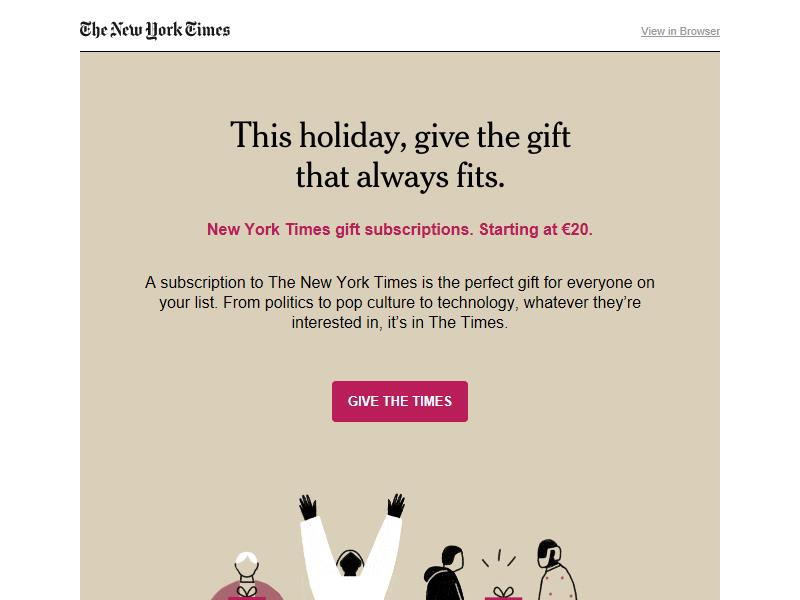 The New York Times
View in Browser
This holiday, give the gift
that always fits.
New York Times gift subscriptions. Starting at €20.
A subscription to The New York Times is the perfect gift for everyone on
your list. From politics to pop culture to technology, whatever they’re
interested in, it’s in The Times.
GIVE THE TIMES